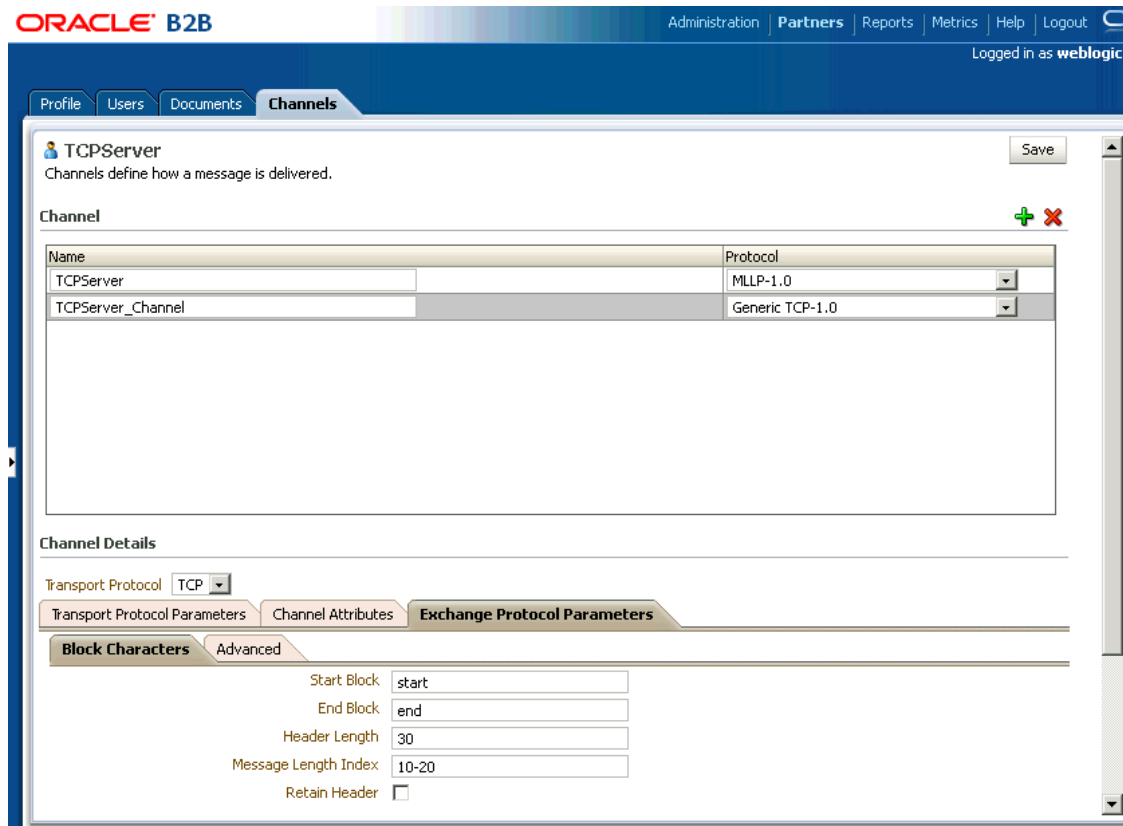 ORACLE B2B
Administration | Partners | Reports | Metrics | Help | Logout
Logged in as weblogic
Profile Users Documents Channels
TCPServer Save
Channels define how a message is delivered.
Channel
Name Protocol
TCPServer MLLP-1.0
TCPServer_Channel Generic TCP-1.0
Channel Details
Transport Protocol TCP
Transport Protocol Parameters Channel Attributes Exchange Protocol Parameters
Block Characters Advanced
Start Block start
End Block end
Header Length 30
Message Length Index 10-20
Retain Header